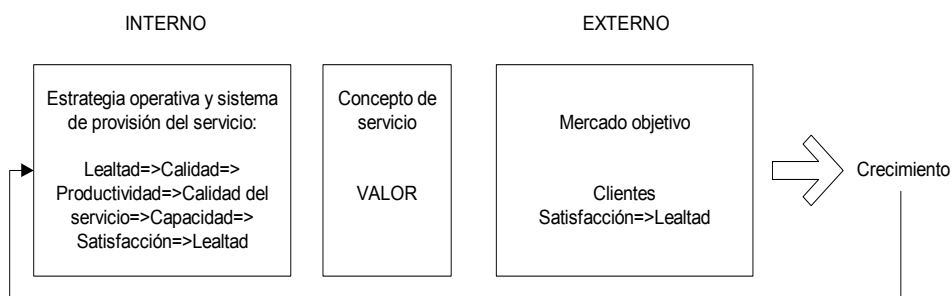 INTERNO
EXTERNO
Estrategia operativa y sistema
de provisión del servicio:
Lealtad=>Calidad=>
Productividad=>Calidad del
servicio=>Capacidad=>
Satisfacción=>Lealtad
Concepto de
servicio
VALOR
Mercado objetivo
Clientes
Satisfacción=>Lealtad
Crecimiento